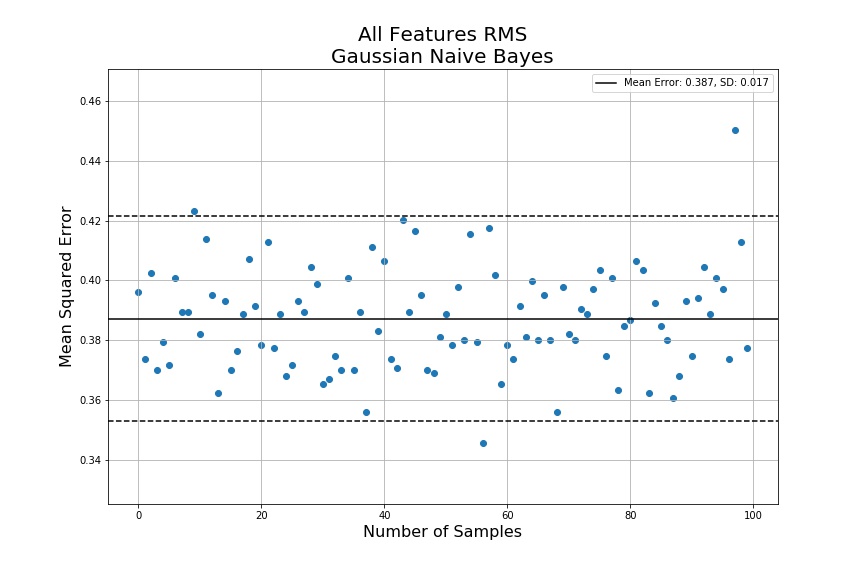 All Features RMS
Gaussian Naive Bayes
Mean Error: 0.387, SD: 0.017
Mean Squared Error
0.46
0.44
0.42
0.40
0.38
0.36
0.34
0
20
40
60
80
100
Number of Samples